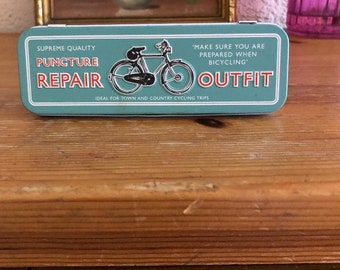 SUPREME QUALITY
PUNCTURE
REPAIR
"MAKE SURE YOU ARE
PREPARED WHEN
BICYCLING"
OUTFIT
IDEAL FOR TOWN AND COUNTRY CYCLING TRIPS